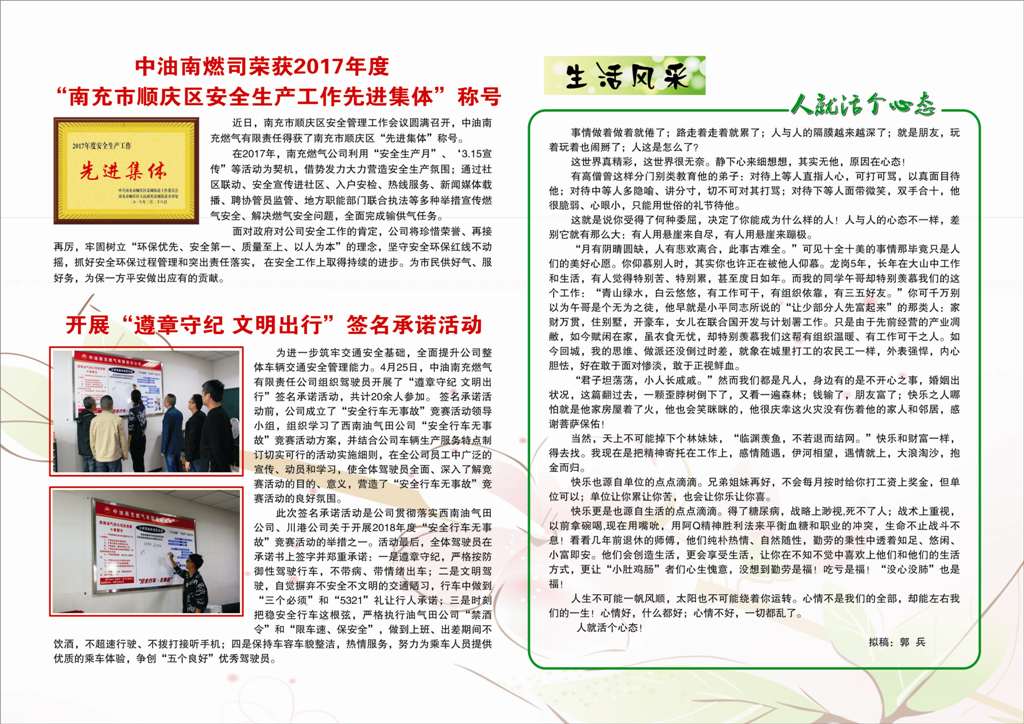 中油南燃司荣获2017年度
“南充市顺庆区安全生产工作先进集体”称号
2017年度安全生产工作
先进集体
近日，南充市顺庆区安全管理工作会议圆满召开，中油南
充燃气有限责任得获了南充市顺庆区“先进集体”称号。
在2017年，南充燃气公司利用“安全生产月”、‘3.15宣
传”等活动为契机，借势发力大力营造安全生产氛围；通过社
区联动、安全宣传进社区、入户安检、热线服务、新闻媒体载
播、聘协管员监管、地方职能部门联合执法等多种举措宣传燃
气安全、解决燃气安全问题，全面完成输供气任务。
面对政府对公司安全工作的肯定，公司将珍惜荣誉、再接
再厉，牢固树立“环保优先、安全第一、质量至上、以人为本”的理念，坚守安全环保红线不动
摇，抓好安全环保过程管理和突出责任落实， 在安全工作上取得持续的进步。为市民供好气、服
好务，为保一方平安做出应有的贡献。
开展“遵章守纪 文明出行”签名承诺活动
为进一步筑牢交通安全基础，全面提升公司整
体车辆交通安全管理能力。4月25日，中油南充燃气
有限责任公司组织驾驶员开展了“遵章守纪 文明出
行”签名承诺活动，共计20余人参加。 签名承诺活
动前，公司成立了“安全行车无事故”竞赛活动领导
小组，组织学习了西南油气田公司“安全行车无事
故”竞赛活动方案，并结合公司车辆生产服务特点制
订切实可行的活动实施细则，在全公司员工中广泛的
宣传、动员和学习，使全体驾驶员全面、深入了解竞
赛活动的目的、意义，营造了“安全行车无事故”竞
赛活动的良好氛围。
此次签名承诺活动是公司贯彻落实西南油气田
公司、川港公司关于开展2018年度“安全行车无事
故”竞赛活动的举措之一。活动最后，全体驾驶员在
承诺书上签字并郑重承诺：一是遵章守纪，严格按防
御性驾驶行车，不带病、带情绪出车；二是文明驾
驶，自觉摒弃不安全不文明的交通陋习，行车中做到
“三个必须”和“5321”礼让行人承诺；三是时刻
把稳安全行车这根弦，严格执行油气田公司“禁酒
令”和“限车速、保安全”，做到上班、出差期间不
饮酒，不超速行驶、不拨打接听手机；四是保持车容车貌整洁，热情服务，努力为乘车人员提供
优质的乘车体验，争创“五个良好”优秀驾驶员。
生活风采
人就活个心态
事情做着做着就倦了；路走着走着就累了；人与人的隔膜越来越深了；就是朋友，玩
着玩着也闹掰了；人这是怎么了？
这世界真精彩，这世界很无奈。静下心来细想想，其实无他，原因在心态！
有高僧曾这样分门别类教育他的弟子：对待上等人直指人心，可打可骂，以真面目待
他；对待中等人多隐喻、讲分寸，切不可对其打骂；对待下等人面带微笑，双手合十，他
很脆弱、心眼小，只能用世俗的礼节待他。
这就是说你受得了何种委屈，决定了你能成为什么样的人！人与人的心态不一样，差
别它就有那么大：有人用悬崖来自尽，有人用悬崖来蹦极。
“月有阴晴圆缺，人有悲欢离合，此事古难全。”可见十全十美的事情那毕竟只是人
们的美好心愿。你仰慕别人时，其实你也许正在被他人仰慕。龙岗5年，长年在大山中工作
和生活，有人觉得特别苦、特别累，甚至度日如年。而我的同学午哥却特别羡慕我们的这
个工作：“青山绿水，白云悠悠，有工作可干，有组织依靠，有三五好友。”你可千万别
以为午哥是个无为之徒，他早就是小平同志所说的“让少部分人先富起来”的那类人：家
财万贯，住别墅，开豪车，女儿在联合国开发与计划署工作。只是由于先前经营的产业凋
敝，如今赋闲在家，虽衣食无忧，却特别羡慕我们这帮有组织温暖、有工作可干之人。如
今回城，我的思维、做派还没倒过时差，就象在城里打工的农民工一样，外表强悍，内心
胆怯，好在敢于面对惨淡，敢于正视鲜血。
“君子坦荡荡，小人长戚戚。”然而我们都是凡人，身边有的是不开心之事，婚姻出
状况，这篇翻过去，一颗歪脖树倒下了，又看一遍森林；钱输了，朋友富了；快乐之人哪
怕就是他家房屋着了火，他也会笑眯眯的，他很庆幸这火灾没有伤着他的家人和邻居，感
谢菩萨保佑！
当然，天上不可能掉下个林妹妹，“临渊羡鱼，不若退而结网。”快乐和财富一样，
得去找。我现在是把精神寄托在工作上，感情随遇，伊河相望，遇情就上，大浪淘沙，抱
金而归。
快乐也源自单位的点点滴滴。兄弟姐妹再好，不会每月按时给你打工资上奖金，但单
位可以；单位让你累让你苦，也会让你乐让你喜。
快乐更是也源自生活的点点滴滴。得了糖尿病，战略上渺视，死不了人；战术上重视，
以前拿碗喝,现在用嘴吮，用阿Q精神胜利法来平衡血糖和职业的冲突，生命不止战斗不
息！看看几年前退休的师傅，他们纯朴热情、自然随性，勤劳的秉性中透着知足、悠闲、
小富即安。他们会创造生活，更会享受生活，让你在不知不觉中喜欢上他们和他们的生活
方式，更让“小肚鸡肠”者们心生愧意，没想到勤劳是福！吃亏是福！“没心没肺”也是
福！
人生不可能一帆风顺，太阳也不可能绕着你运转。心情不是我们的全部，却能左右我
们的一生！心情好，什么都好；心情不好，一切都乱了。
人就活个心态！
拟稿：郭 兵